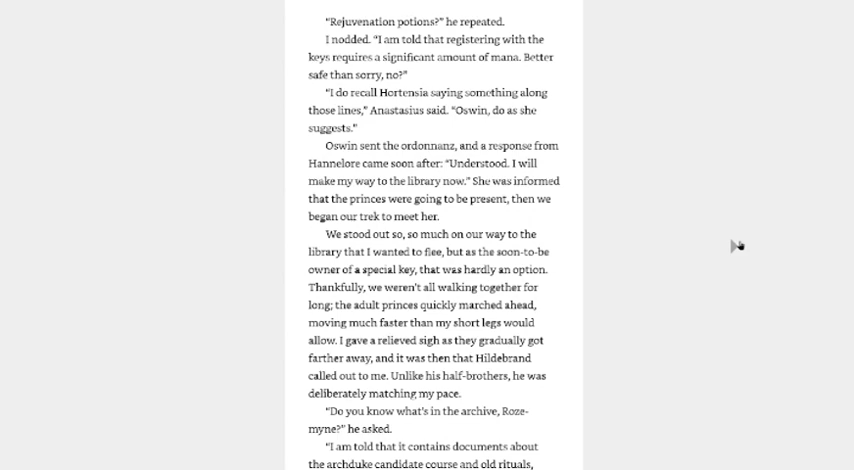 “Rejuvenation potions?” he repeated.
I nodded. “I am told that registering with the
keys requires a significant amount of mana. Better
safe than sorry, no?”
“I do recall Hortensia saying something along
those lines,” Anastasius said. “Oswin, do as she
suggests.”
Oswin sent the ordonnanz, and a response from
Hannelore came soon after: “Understood. I will
make my way to the library now.” She was informed
that the princes were going to be present, then we
began our trek to meet her.
We stood out so, so much on our way to the
library that I wanted to flee, but as the soon-to-be
owner of a special key, that was hardly an option.
Thankfully, we weren’t all walking together for
long; the adult princes quickly marched ahead,
moving much faster than my short legs would
allow. I gave a relieved sigh as they gradually got
farther away, and it was then that Hildebrand
called out to me. Unlike his half-brothers, he was
deliberately matching my pace.
“Do you know what’s in the archive, Roze-
myne?” he asked.
“I am told that it contains documents about
the archduke candidate course and old rituals,